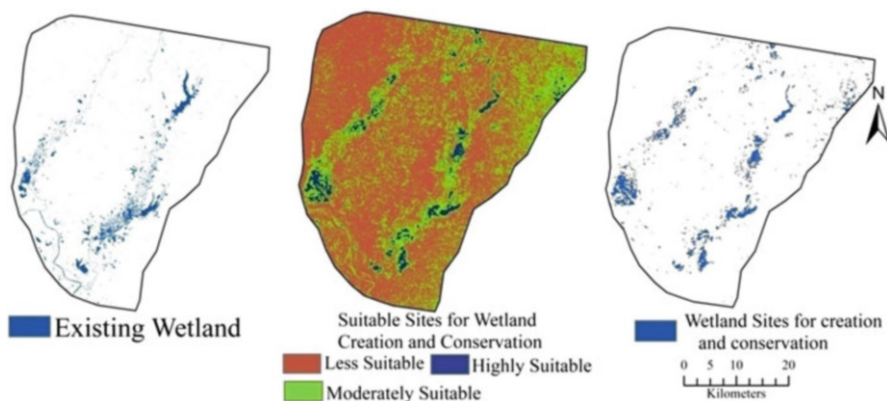 N
Existing Wetland
Suitable Sites for Wetland
Creation and Conservation
Less Suitable
Highly Suitable
Moderately Suitable
Wetland Sites for creation
and conservation
0 5 10 20
Kilometers